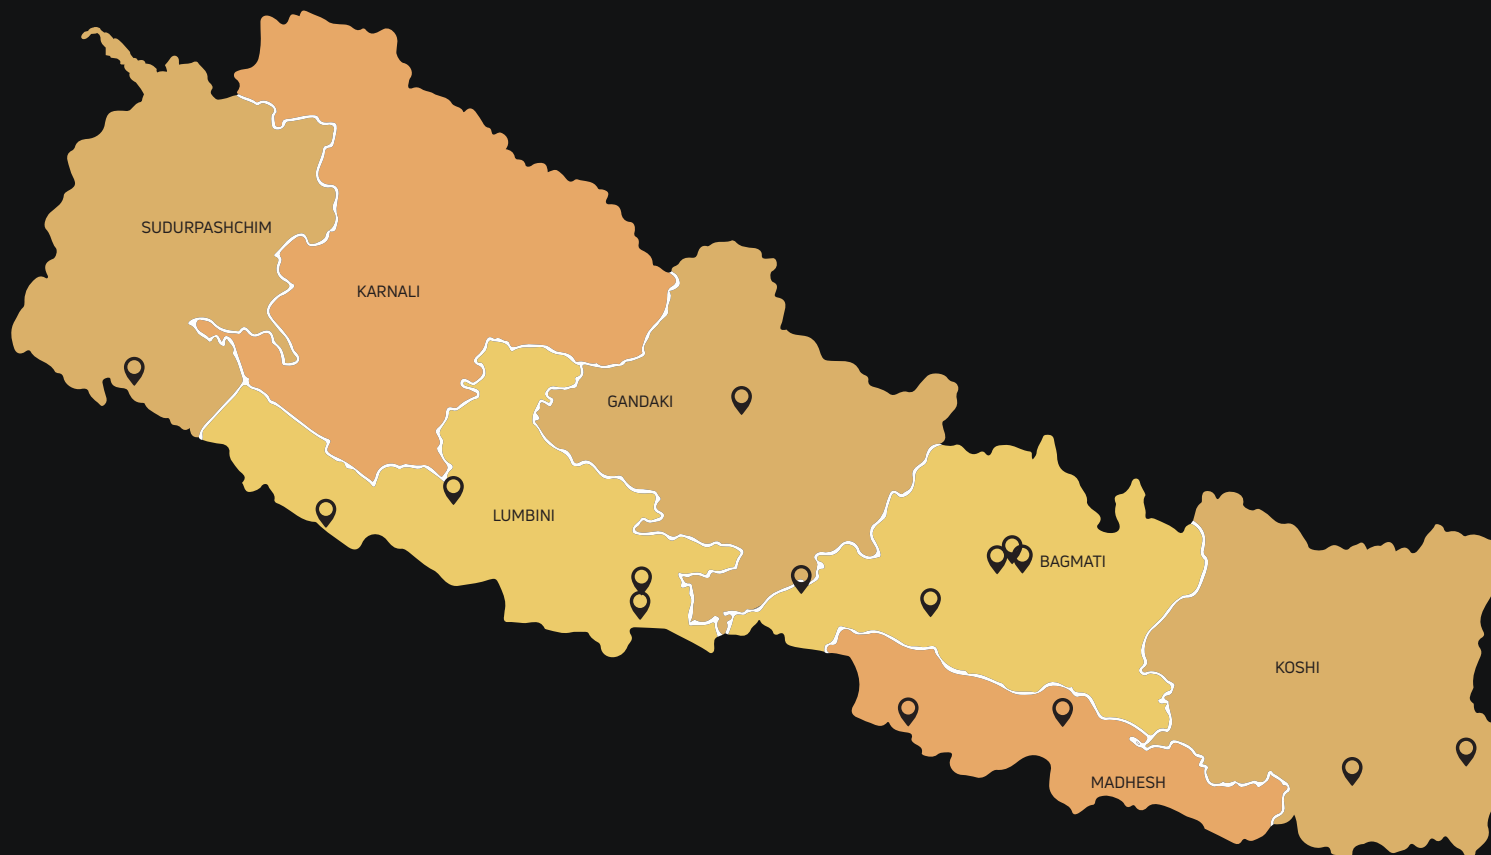 SUDURPASHCHIM
KARNALI
GANDAKI
LUMBINI
BAGMATI
KOSHI
MADHESH